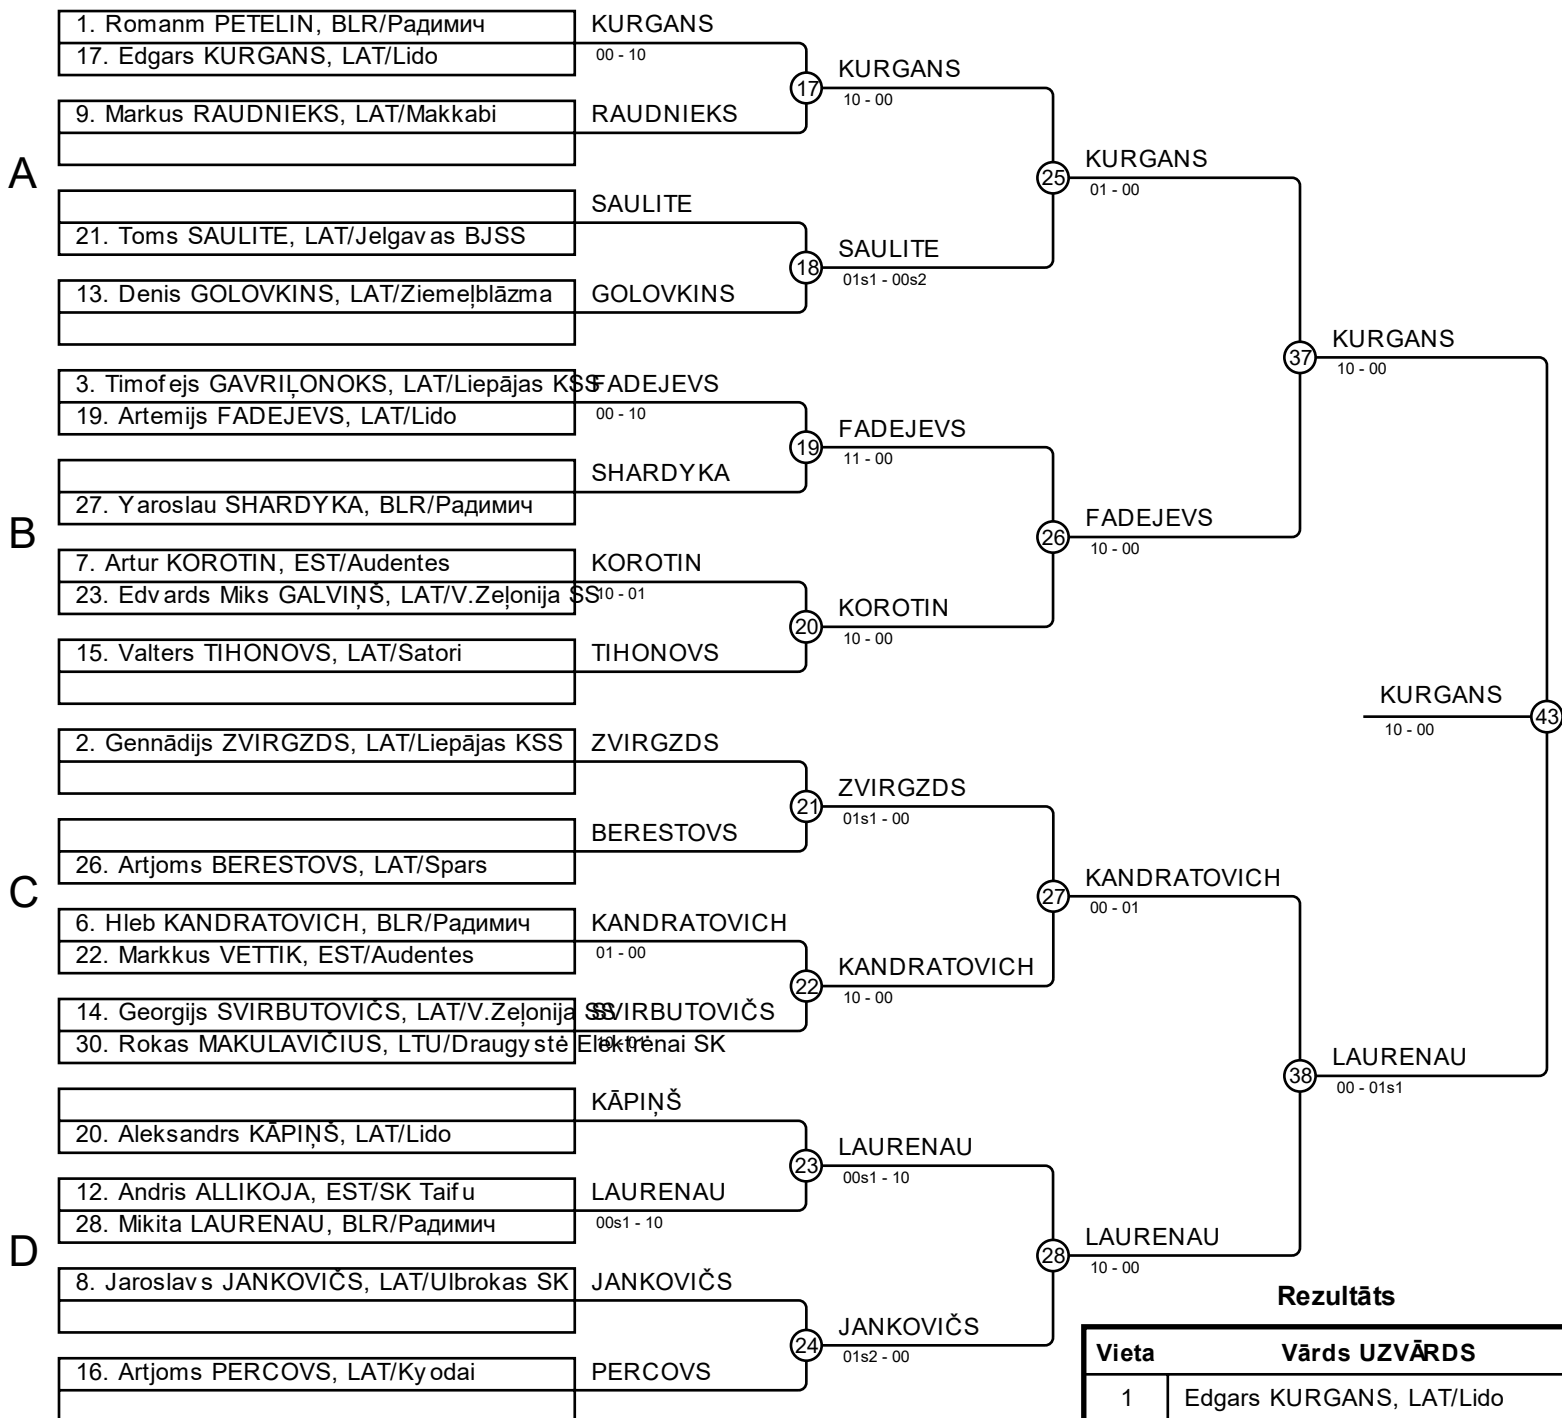 1. Romanm PETELIN, BLR/Радимич
17. Edgars KURGANS, LAT/Lido
KURGANS
00 - 10
9. Markus RAUDNIEKS, LAT/Makkabi
RAUDNIEKS
17
KURGANS
10 - 00
A
21. Toms SAULITE, LAT/Jelgavas BJSS
SAULITE
13. Denis GOLOVKINS, LAT/Ziemeļblāzma
GOLOVKINS
18
SAULITE
01s1 - 00s2
25
KURGANS
01 - 00
3. Timofejs GAVRIĻONOKS, LAT/Liepājas KSS
19. Artemijs FADEJEVS, LAT/Lido
FADEJEVS
00 - 10
27. Yaroslau SHARDYKA, BLR/Радимич
SHARDYKA
19
FADEJEVS
11 - 00
B
7. Artur KOROTIN, EST/Audentes
23. Edvards Miks GALVIŅŠ, LAT/V.Zeļonija SS
KOROTIN
10 - 01
15. Valters TIHONOVS, LAT/Satori
TIHONOVS
20
KOROTIN
10 - 00
26
FADEJEVS
10 - 00
37
KURGANS
10 - 00
2. Gennādijs ZVIRGZDS, LAT/Liepājas KSS
ZVIRGZDS
26. Artjoms BERESTOVS, LAT/Spars
BERESTOVS
21
ZVIRGZDS
01s1 - 00
C
6. Hleb KANDRATOVICH, BLR/Радимич
22. Markkus VETTIK, EST/Audentes
KANDRATOVICH
01 - 00
14. Georgijs SVIRBUTOVIČS, LAT/V.Zeļonija SS
30. Rokas MAKULAVIČIUS, LTU/Draugystė Elektrėnai SK
SVIRBUTOVIČS
10 - 01
22
KANDRATOVICH
10 - 00
27
KANDRATOVICH
00 - 01
20. Aleksandrs KĀPIŅŠ, LAT/Lido
KĀPIŅŠ
12. Andris ALLIKOJA, EST/SK Taifu
28. Mikita LAURENAU, BLR/Радимич
LAURENAU
00s1 - 10
23
LAURENAU
00s1 - 10
D
8. Jaroslavs JANKOVIČS, LAT/Ulbrokas SK
JANKOVIČS
16. Artjoms PERCOVS, LAT/Kyodai
PERCOVS
24
JANKOVIČS
01s2 - 00
28
LAURENAU
10 - 00
38
LAURENAU
00 - 01s1
KURGANS
10 - 00
43
Rezultāts
Vieta Vārds UZVĀRDS
1 Edgars KURGANS, LAT/Lido